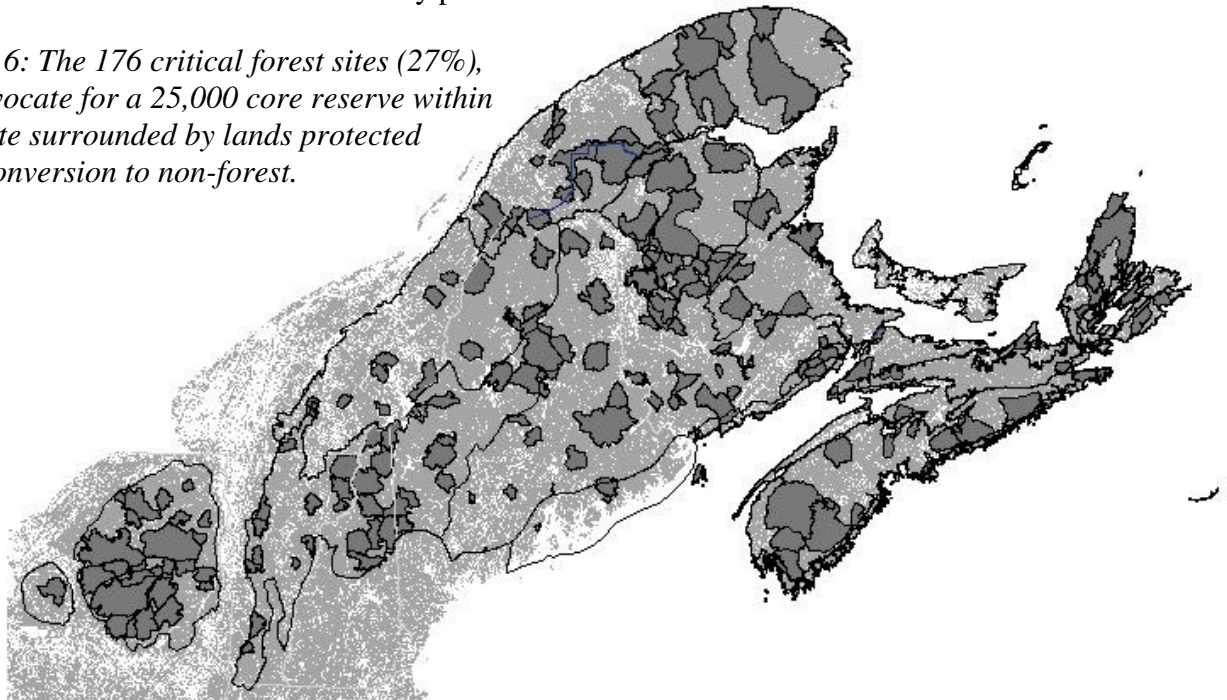 6: The 176 critical forest sites (27%),
vocate for a 25,000 core reserve within
te surrounded by lands protected
onversion to non-forest.